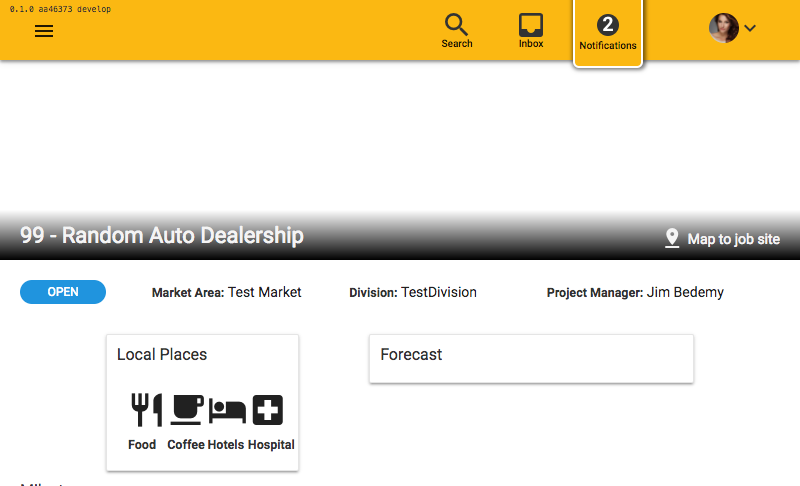 0.1.0 aa46373 develop
Search
Inbox
2
Notifications
99 - Random Auto Dealership
Map to job site
OPEN
Market Area: Test Market
Division: TestDivision
Project Manager: Jim Bedemy
Local Places
Forecast
Food
Coffee
Hotels
Hospital